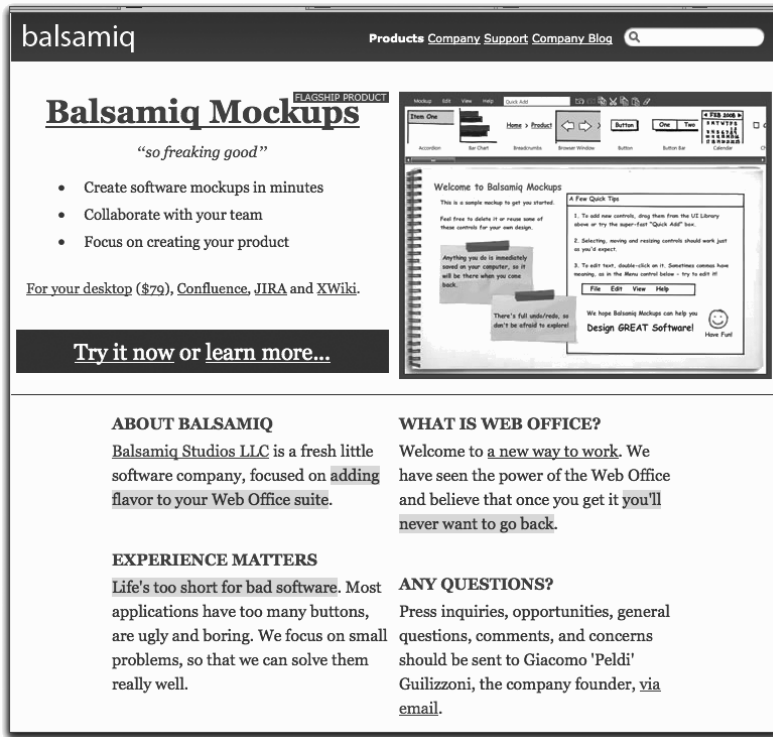 balsamiq
Products Company Support Company Blog
FLAGSHIP PRODUCT
Balsamiq Mockups
“so freaking good”
• Create software mockups in minutes
• Collaborate with your team
• Focus on creating your product
For your desktop ($79), Confluence, JIRA and XWiki.
Try it now or learn more...
Mockup Edit View Help Quick Add
Item One
Home > Product
Button
One Two
FEB 2008
Accordion Bar Chart Breadcrumbs Browser Window Button Button Bar Calendar
Welcome to Balsamiq Mockups
This is a sample mockup to get you started.
Feel free to delete it or reuse some of
these controls for your own design.
Anything you do is immediately
saved on your computer, so it
will be there when you come
back.
There's full undo/redo, so
don't be afraid to explore!
A Few Quick Tips
1. To add new controls, drag them from the UI Library
above or try the super-fast "Quick Add" box.
2. Selecting, moving and resizing controls should work just
as you'd expect.
3. To edit text, double-click on it. Sometimes commas have
meaning, as in the Menu control below - try to edit it!
File Edit View Help
We hope Balsamiq Mockups can help you
Design GREAT Software!
Have Fun!
ABOUT BALSAMIQ
Balsamiq Studios LLC is a fresh little
software company, focused on adding
flavor to your Web Office suite.
EXPERIENCE MATTERS
Life's too short for bad software. Most
applications have too many buttons,
are ugly and boring. We focus on small
problems, so that we can solve them
really well.
WHAT IS WEB OFFICE?
Welcome to a new way to work. We
have seen the power of the Web Office
and believe that once you get it you'll
never want to go back.
ANY QUESTIONS?
Press inquiries, opportunities, general
questions, comments, and concerns
should be sent to Giacomo 'Peldi'
Guilizzoni, the company founder, via
email.